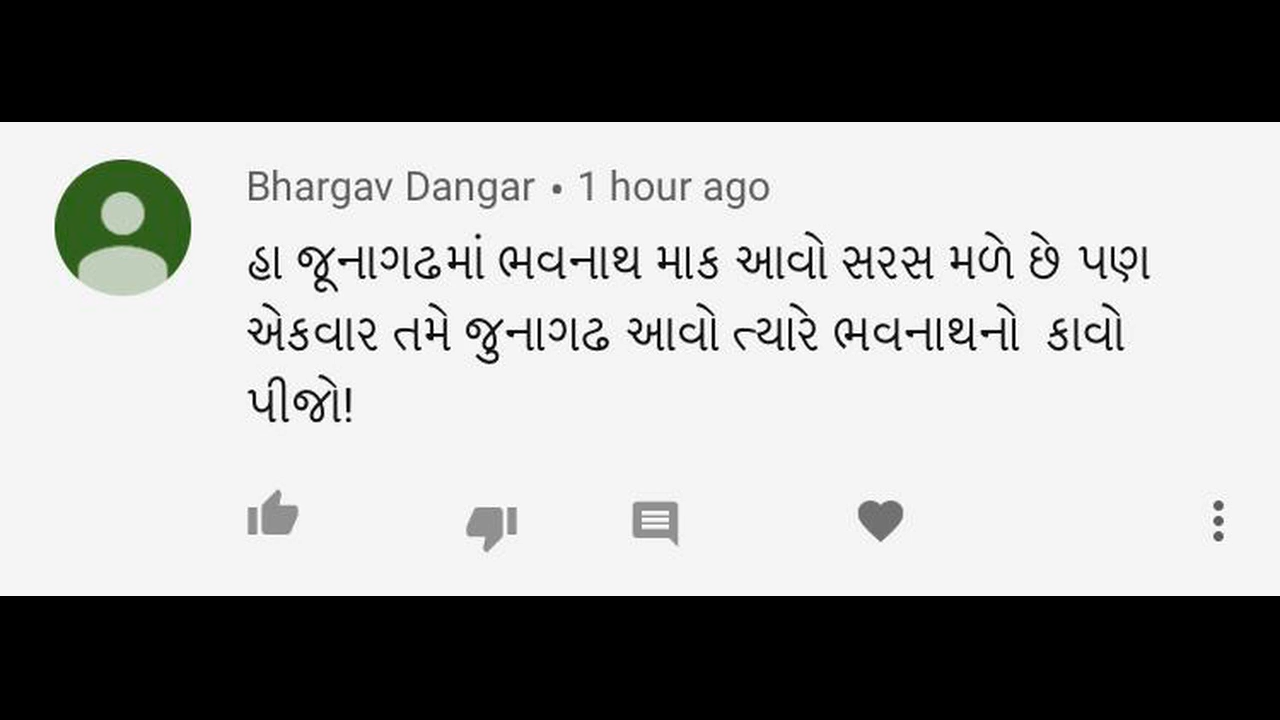 Bhargav Dangar • 1 hour ago
હા જૂનાગઢમાં ભવનાથ માક આવો સરસ મળે છે પણ
એકવાર તમે જુનાગઢ આવો ત્યારે ભવનાથનો  કાવો
પીજો!